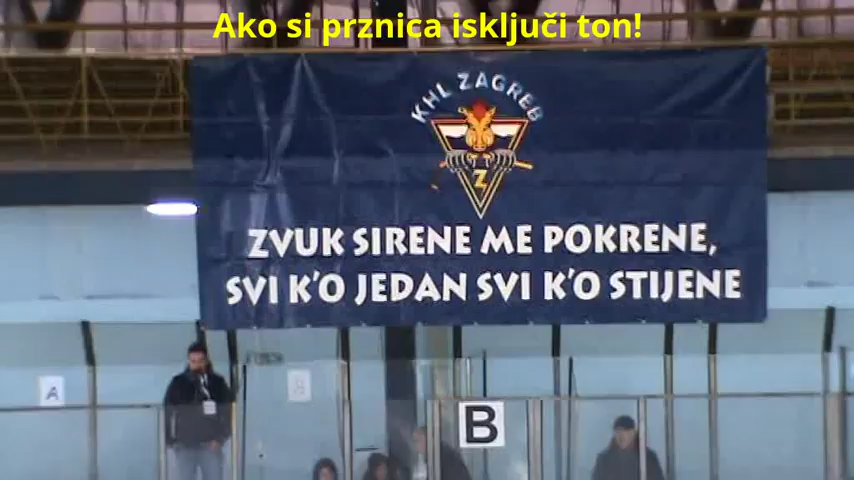 Ako si prznica isključi ton!
KHL ZAGREB
Z
ZVUK SIRENE ME POKRENE,
SVI K'O JEDAN SVI K'O STIJENE
A
B